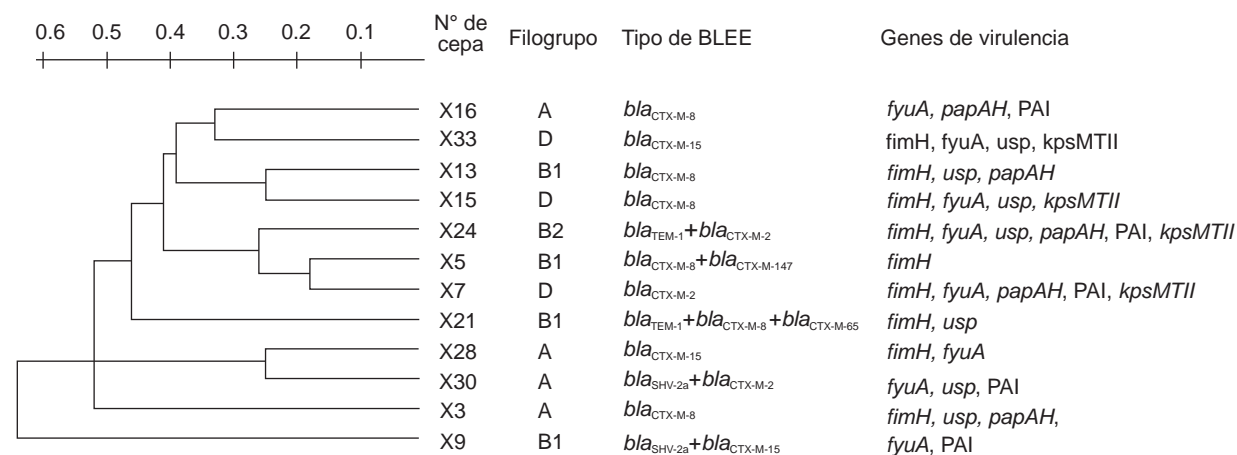 0.6 0.5 0.4 0.3 0.2 0.1 N° de cepa Filogrupo Tipo de BLEE Genes de virulencia
X16 A blaCTX-M-8 fyuA, papAH, PAI
X33 D blaCTX-M-15 fimH, fyuA, usp, kpsMTII
X13 B1 blaCTX-M-8 fimH, usp, papAH
X15 D blaCTX-M-8 fimH, fyuA, usp, kpsMTII
X24 B2 blaTEM-1+blaCTX-M-2 fimH, fyuA, usp, papAH, PAI, kpsMTII
X5 B1 blaCTX-M-8+blaCTX-M-147 fimH
X7 D blaCTX-M-2 fimH, fyuA, papAH, PAI, kpsMTII
X21 B1 blaTEM-1+blaCTX-M-8+blaCTX-M-65 fimH, usp
X28 A blaCTX-M-15 fimH, fyuA
X30 A blaSHV-2a+blaCTX-M-2 fyuA, usp, PAI
X3 A blaCTX-M-8 fimH, usp, papAH,
X9 B1 blaSHV-2a+blaCTX-M-15 fyuA, PAI